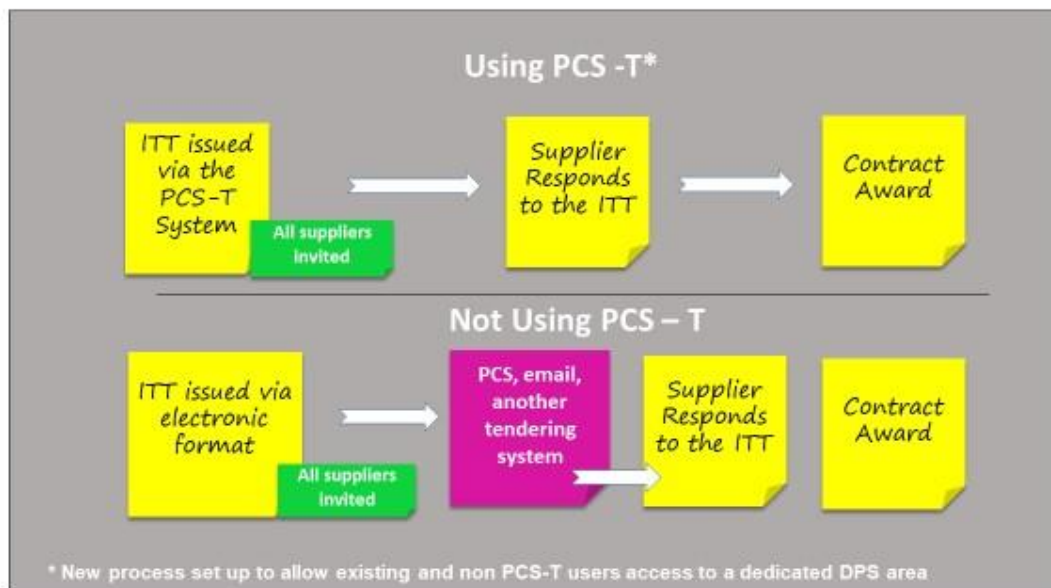 Using PCS -T*
ITT issued
via the
PCS-T
System
All suppliers
invited
Supplier
Responds
to the ITT
Contract
Award
Not Using PCS – T
ITT issued via
electronic
format
All suppliers
invited
PCS, email,
another
tendering
system
Supplier
Responds
to the ITT
Contract
Award
* New process set up to allow existing and non PCS-T users access to a dedicated DPS area